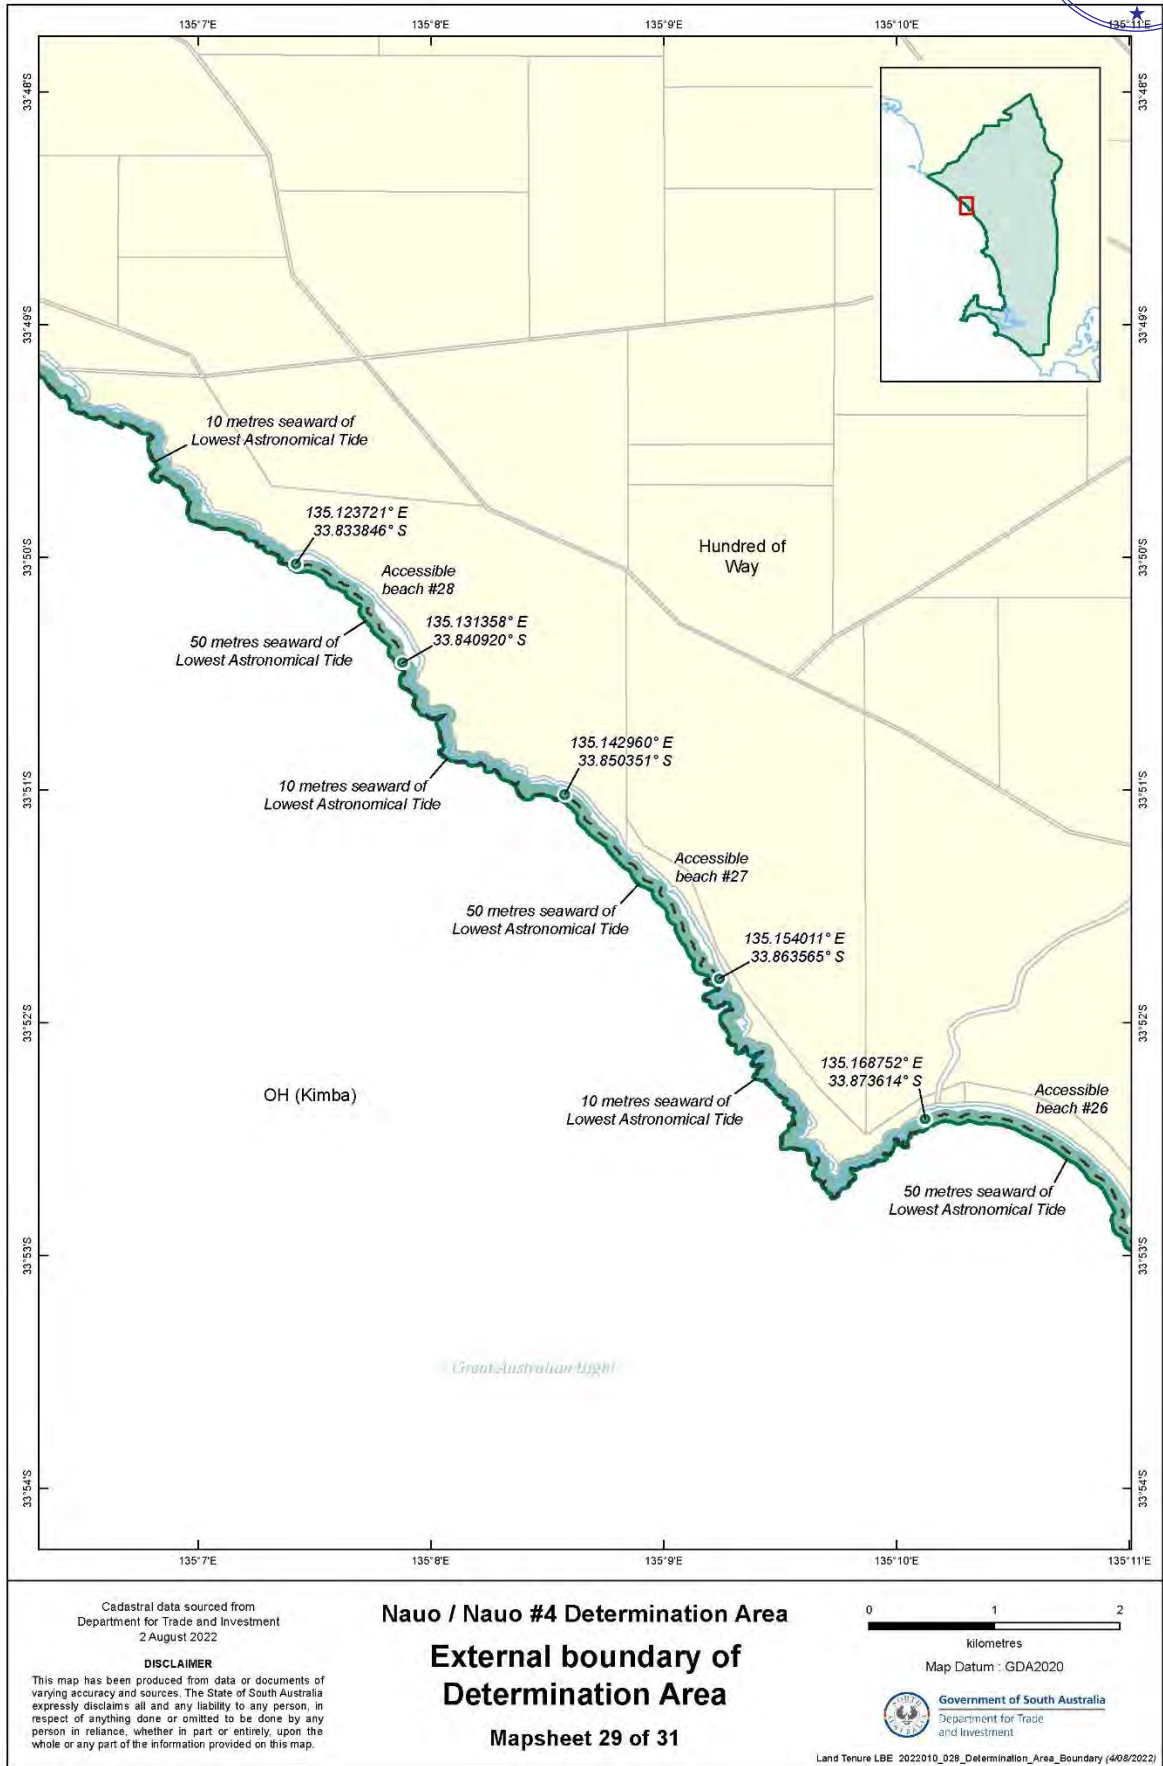 135°7'E
135°8'E
135°9'E
135°10'E
135°11'E
33°48'S
33°48'S
33°49'S
33°49'S
10 metres seaward of
Lowest Astronomical Tide
135.123721° E
33.833846° S
33°50'S
Hundred of
Way
33°50'S
Accessible
beach #28
135.131358° E
33.840920° S
50 metres seaward of
Lowest Astronomical Tide
135.142960° E
33.850351° S
10 metres seaward of
Lowest Astronomical Tide
33°51'S
33°51'S
Accessible
beach #27
50 metres seaward of
Lowest Astronomical Tide
135.154011° E
33.863565° S
33°52'S
33°52'S
135.168752° E
33.873614° S
OH (Kimba)
10 metres seaward of
Lowest Astronomical Tide
Accessible
beach #26
50 metres seaward of
Lowest Astronomical Tide
33°53'S
33°53'S
Great Australian Bight
33°54'S
33°54'S
135°7'E
135°8'E
135°9'E
135°10'E
135°11'E
Cadastral data sourced from
Department for Trade and Investment
2 August 2022
DISCLAIMER
This map has been produced from data or documents of
varying accuracy and sources. The State of South Australia
expressly disclaims all and any liability to any person, in
respect of anything done or omitted to be done by any
person in reliance, whether in part or entirely, upon the
whole or any part of the information provided on this map.
Nauo / Nauo #4 Determination Area
External boundary of
Determination Area
Mapsheet 29 of 31
0 1 2
kilometres
Map Datum : GDA2020
SOUTH
AUSTRALIA
Government of South Australia
Department for Trade
and Investment
Land Tenure LBE 2022010_028_Determination_Area_Boundary (4/08/2022)